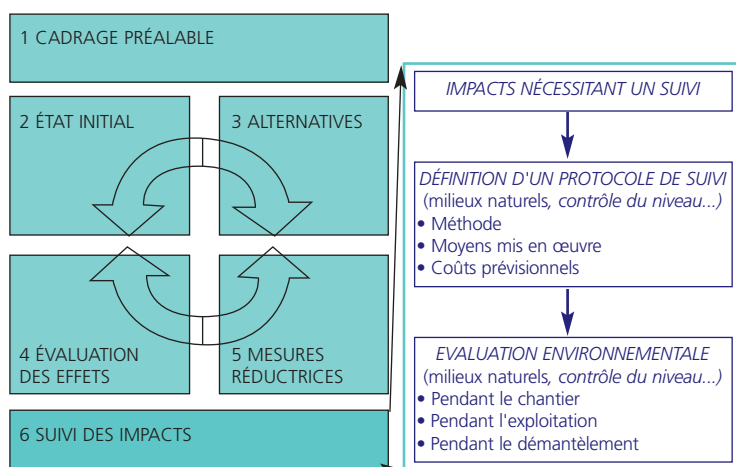 1 CADRAGE PRÉALABLE
2 ÉTAT INITIAL
3 ALTERNATIVES
4 ÉVALUATION
DES EFFETS
5 MESURES
RÉDUCTRICES
6 SUIVI DES IMPACTS
IMPACTS NÉCESSITANT UN SUIVI
DÉFINITION D'UN PROTOCOLE DE SUIVI
(milieux naturels, contrôle du niveau...)
• Méthode
• Moyens mis en œuvre
• Coûts prévisionnels
EVALUATION ENVIRONNEMENTALE
(milieux naturels, contrôle du niveau...)
• Pendant le chantier
• Pendant l'exploitation
• Pendant le démantèlement